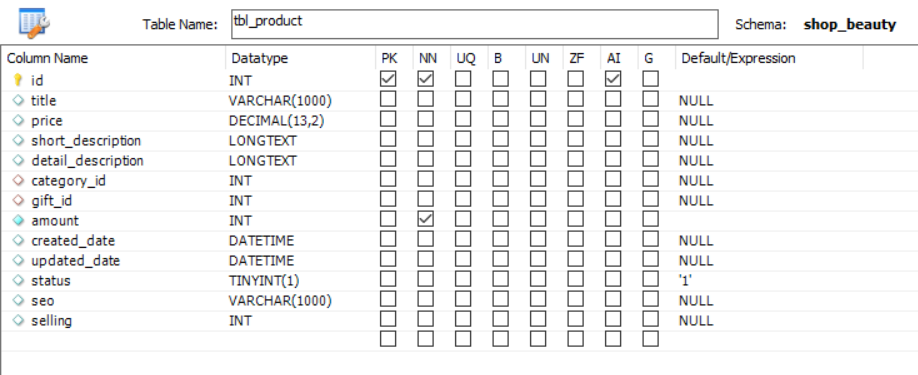 Table Name: tbl_product Schema: shop_beauty
Column Name Datatype PK NN UQ B UN ZF AI G Default/Expression
id INT
title VARCHAR(1000) NULL
price DECIMAL(13,2) NULL
short_description LONGTEXT NULL
detail_description LONGTEXT NULL
category_id INT NULL
gift_id INT NULL
amount INT
created_date DATETIME NULL
updated_date DATETIME NULL
status TINYINT(1) '1'
seo VARCHAR(1000) NULL
selling INT NULL